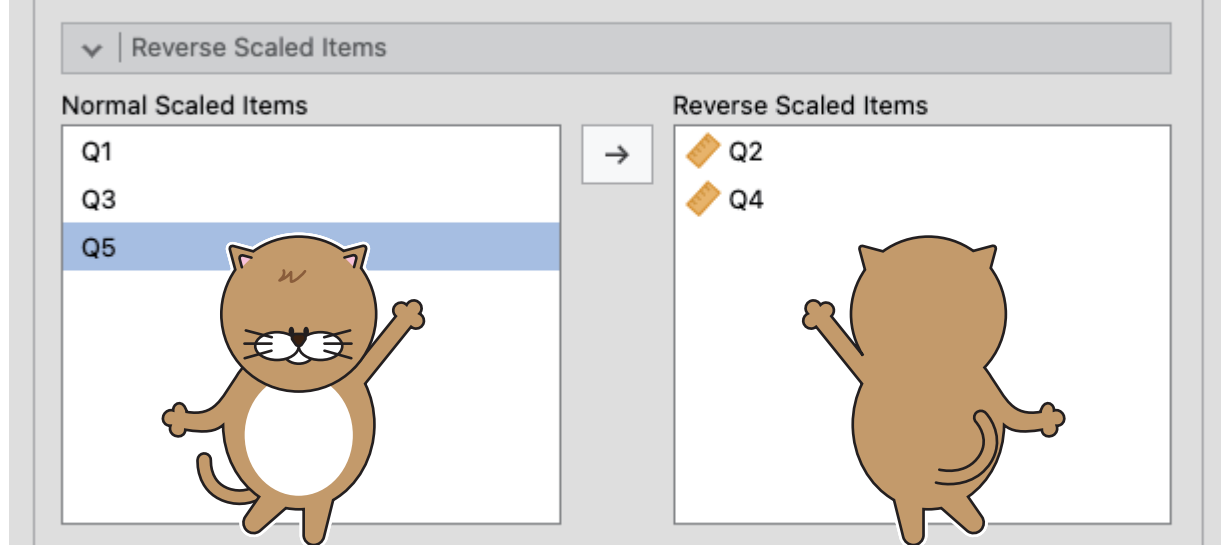 Reverse Scaled Items
Normal Scaled Items
Q1
Q3
Q5
Reverse Scaled Items
Q2
Q4